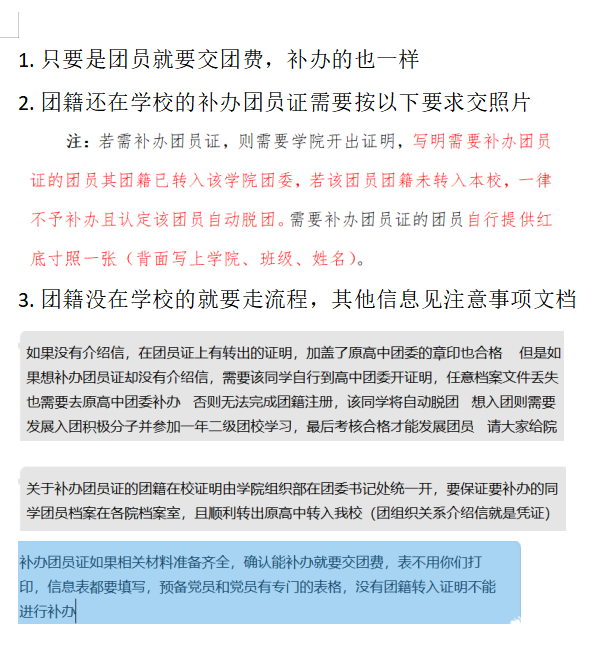 1. 只要是团员就要交团费，补办的也一样
2. 团籍还在学校的补办团员证需要按以下要求交照片
注：若需补办团员证，则需要学院开出证明，写明需要补办团员
证的团员其团籍已转入该学院团委，若该团员团籍未转入本校，一律
不予补办且认定该团员自动脱团。需要补办团员证的团员自行提供红
底寸照一张（背面写上学院、班级、姓名）。
3. 团籍没在学校的就要走流程，其他信息见注意事项文档
如果没有介绍信，在团员证上有转出的证明，加盖了原高中团委的章印也合格 但是如
果想补办团员证却没有介绍信，需要该同学自行到高中团委开证明，任意档案文件丢失
也需要去原高中团委补办 否则无法完成团籍注册，该同学将自动脱团 想入团则需要
发展入团积极分子并参加一年二级团校学习，最后考核合格才能发展团员 请大家给院
关于补办团员证的团籍在校证明由学院组织部在团委书记处统一开，要保证要补办的同
学团员档案在各院档案室，且顺利转出原高中转入我校（团组织关系介绍信就是凭证）
补办团员证如果相关材料准备齐全，确认能补办就要交团费，表不用你们打
印，信息表都要填写，预备党员和党员有专门的表格，没有团籍转入证明不能
进行补办